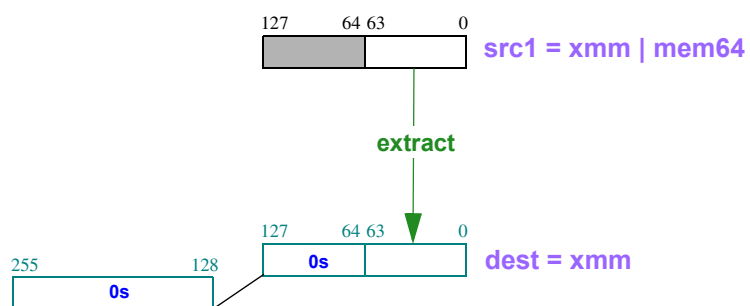 127 64 63 0
src1 = xmm | mem64
extract
127 64 63 0
0s
dest = xmm
255 128
0s